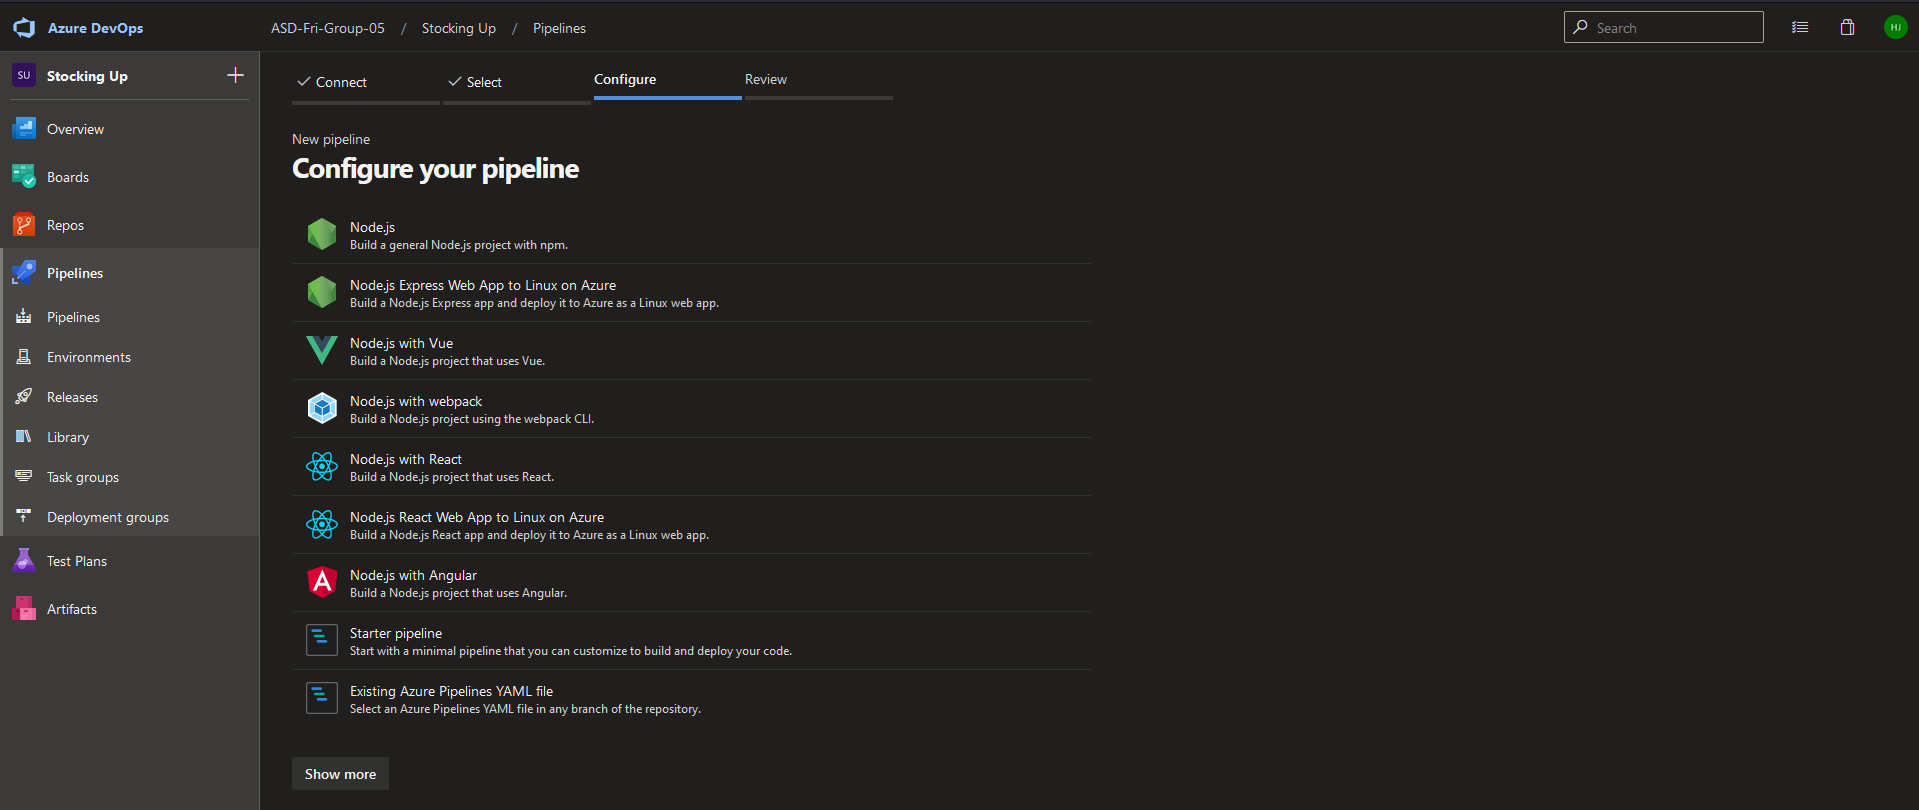 Azure DevOps
ASD-Fri-Group-05 / Stocking Up / Pipelines
Search
HJ
SU Stocking Up
Overview
Boards
Repos
Pipelines
Pipelines
Environments
Releases
Library
Task groups
Deployment groups
Test Plans
Artifacts
Connect
Select
Configure
Review
New pipeline
Configure your pipeline
Node.js
Build a general Node.js project with npm.
Node.js Express Web App to Linux on Azure
Build a Node.js Express app and deploy it to Azure as a Linux web app.
Node.js with Vue
Build a Node.js project that uses Vue.
Node.js with webpack
Build a Node.js project using the webpack CLI.
Node.js with React
Build a Node.js project that uses React.
Node.js React Web App to Linux on Azure
Build a Node.js React app and deploy it to Azure as a Linux web app.
Node.js with Angular
Build a Node.js project that uses Angular.
Starter pipeline
Start with a minimal pipeline that you can customize to build and deploy your code.
Existing Azure Pipelines YAML file
Select an Azure Pipelines YAML file in any branch of the repository.
Show more